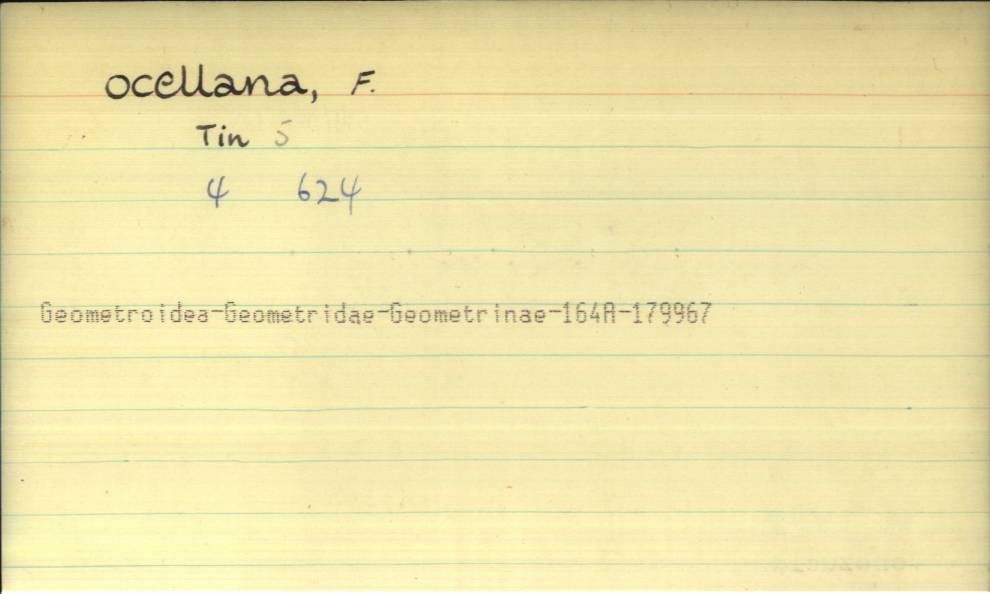 ocellana, F.
Tin 5
4 624
Geometroidea-Geometridae-Geometrinae-164A-179967